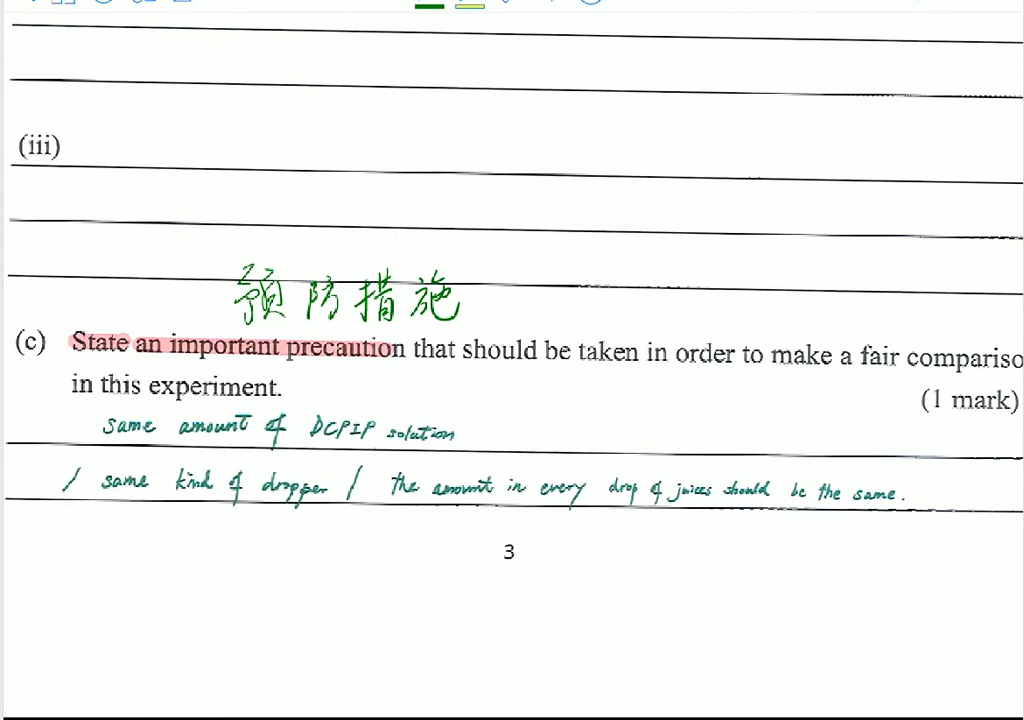 (iii)
预防措施
(c) State an important precaution that should be taken in order to make a fair compariso
in this experiment.
(1 mark)
same amount of DCPIP solution
/ same kind of dropper / the amount in every drop of juices should be the same.
3